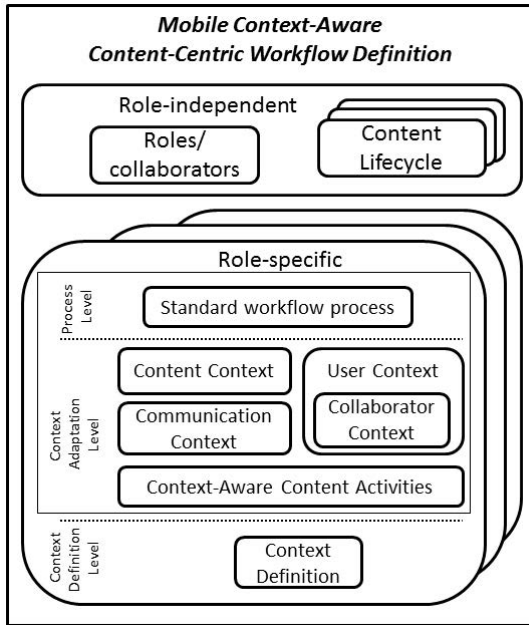 Mobile Context-Aware
Content-Centric Workflow Definition
Role-independent
Roles/
collaborators
Content
Lifecycle
Role-specific
Process
Level
Standard workflow process
Context
Adaptation
Level
Content Context
Communication
Context
User Context
Collaborator
Context
Context-Aware Content Activities
Context
Definition
Level
Context
Definition